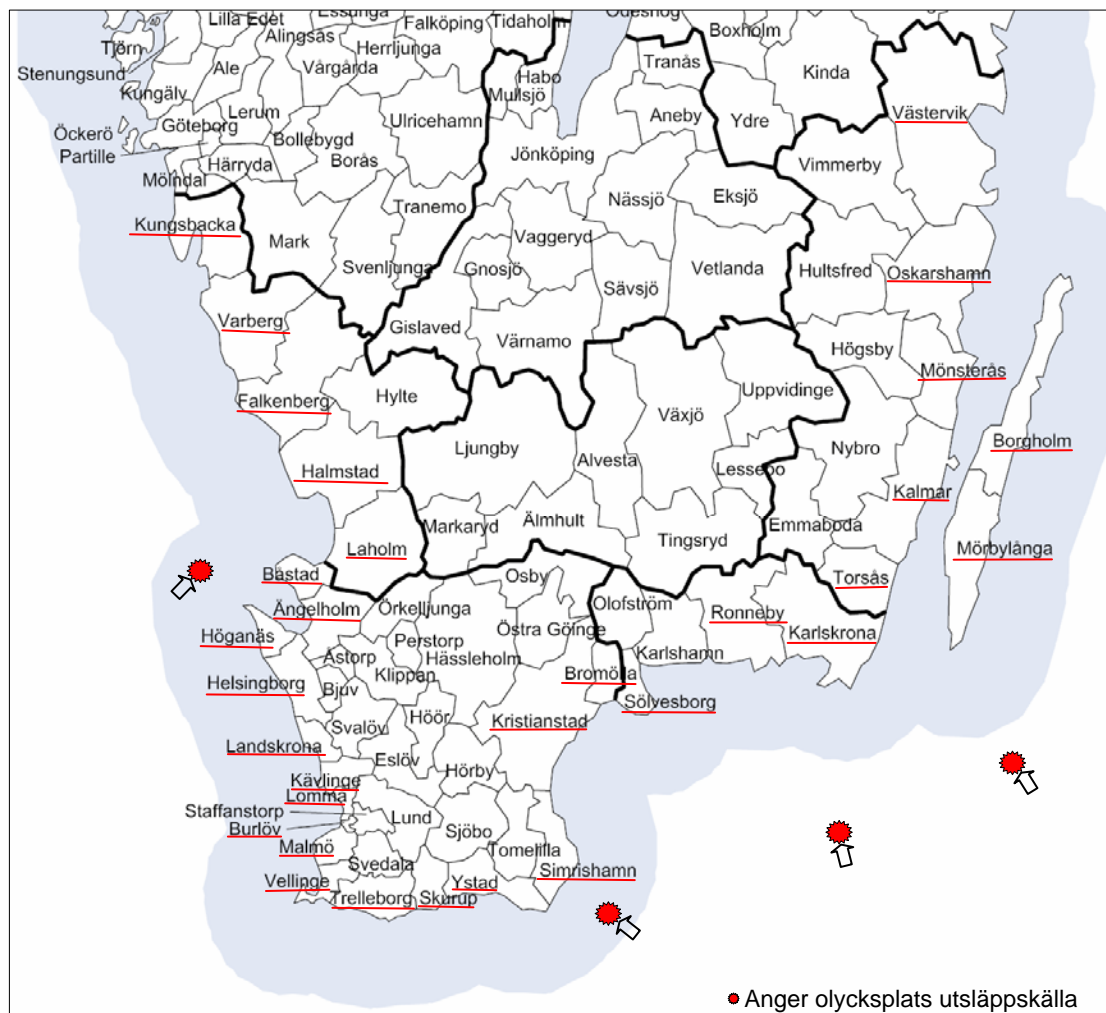 Lilla Edet
Essunga
Falköping
Tidaholm
Ödeshög
Boxholm
Tjörn
Alingsås
Herrljunga
Kinda
Stenungsund
Ale
Vårgårda
Habo
Tranås
Kungälv
Mullsjö
Lerum
Ulricehamn
Aneby
Ydre
Västervik
Öckerö
Göteborg
Bollebygd
Partille
Borås
Jönköping
Härryda
Vimmerby
Mölndal
Nässjö
Eksjö
Kungsbacka
Tranemo
Mark
Vaggeryd
Svenljunga
Gnosjö
Vetlanda
Hultsfred
Oskarshamn
Sävsjö
Varberg
Gislaved
Värnamo
Högsby
Mönsterås
Falkenberg
Hylte
Uppvidinge
Växjö
Ljungby
Borgholm
Nybro
Halmstad
Alvesta
Lessebo
Kalmar
Markaryd
Älmhult
Emmaboda
Tingsryd
Laholm
Mörbylånga
Båstad
Osby
Torsås
Ängelholm
Örkelljunga
Olofström
Ronneby
Höganäs
Perstorp
Östra Göinge
Karlskrona
Åstorp
Hässleholm
Karlshamn
Klippan
Bromölla
Helsingborg
Bjuv
Sölvesborg
Höör
Svalöv
Kristianstad
Landskrona
Eslöv
Hörby
Kävlinge
Lomma
Staffanstorp
Lund
Burlöv
Sjöbo
Malmö
Tomelilla
Svedala
Simrishamn
Vellinge
Ystad
Trelleborg
Skurup
Anger olycksplats utsläppskälla